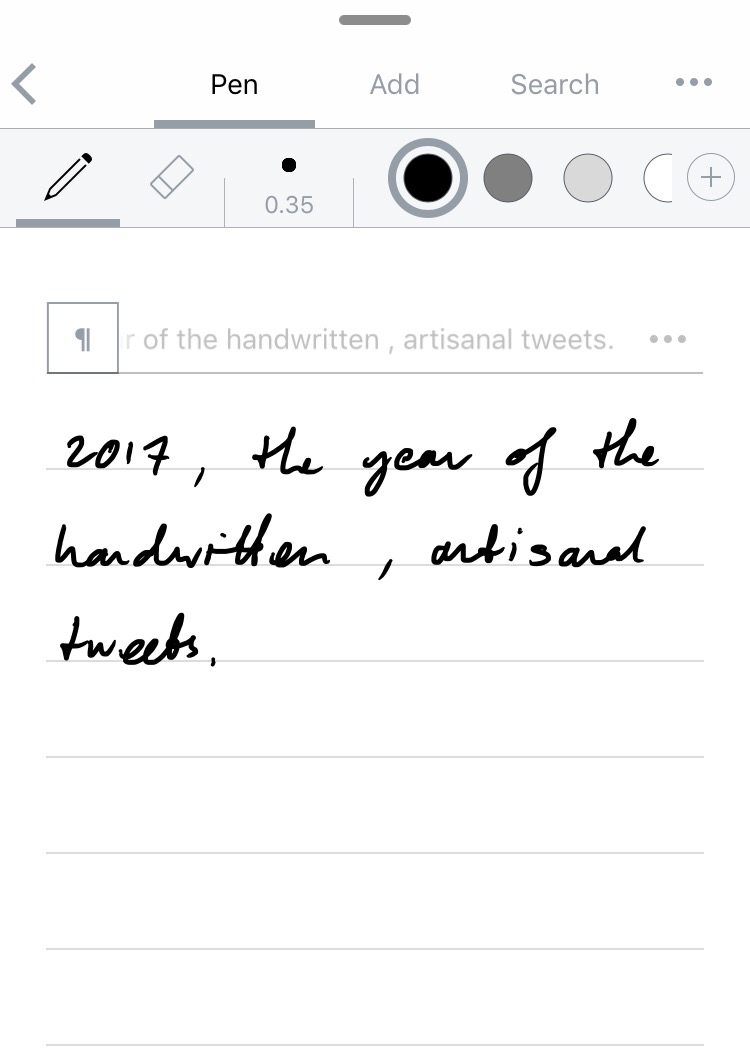 Pen Add Search
0.35
r of the handwritten , artisanal tweets.
2017, the year of the
handwritten , artisanal
tweets.